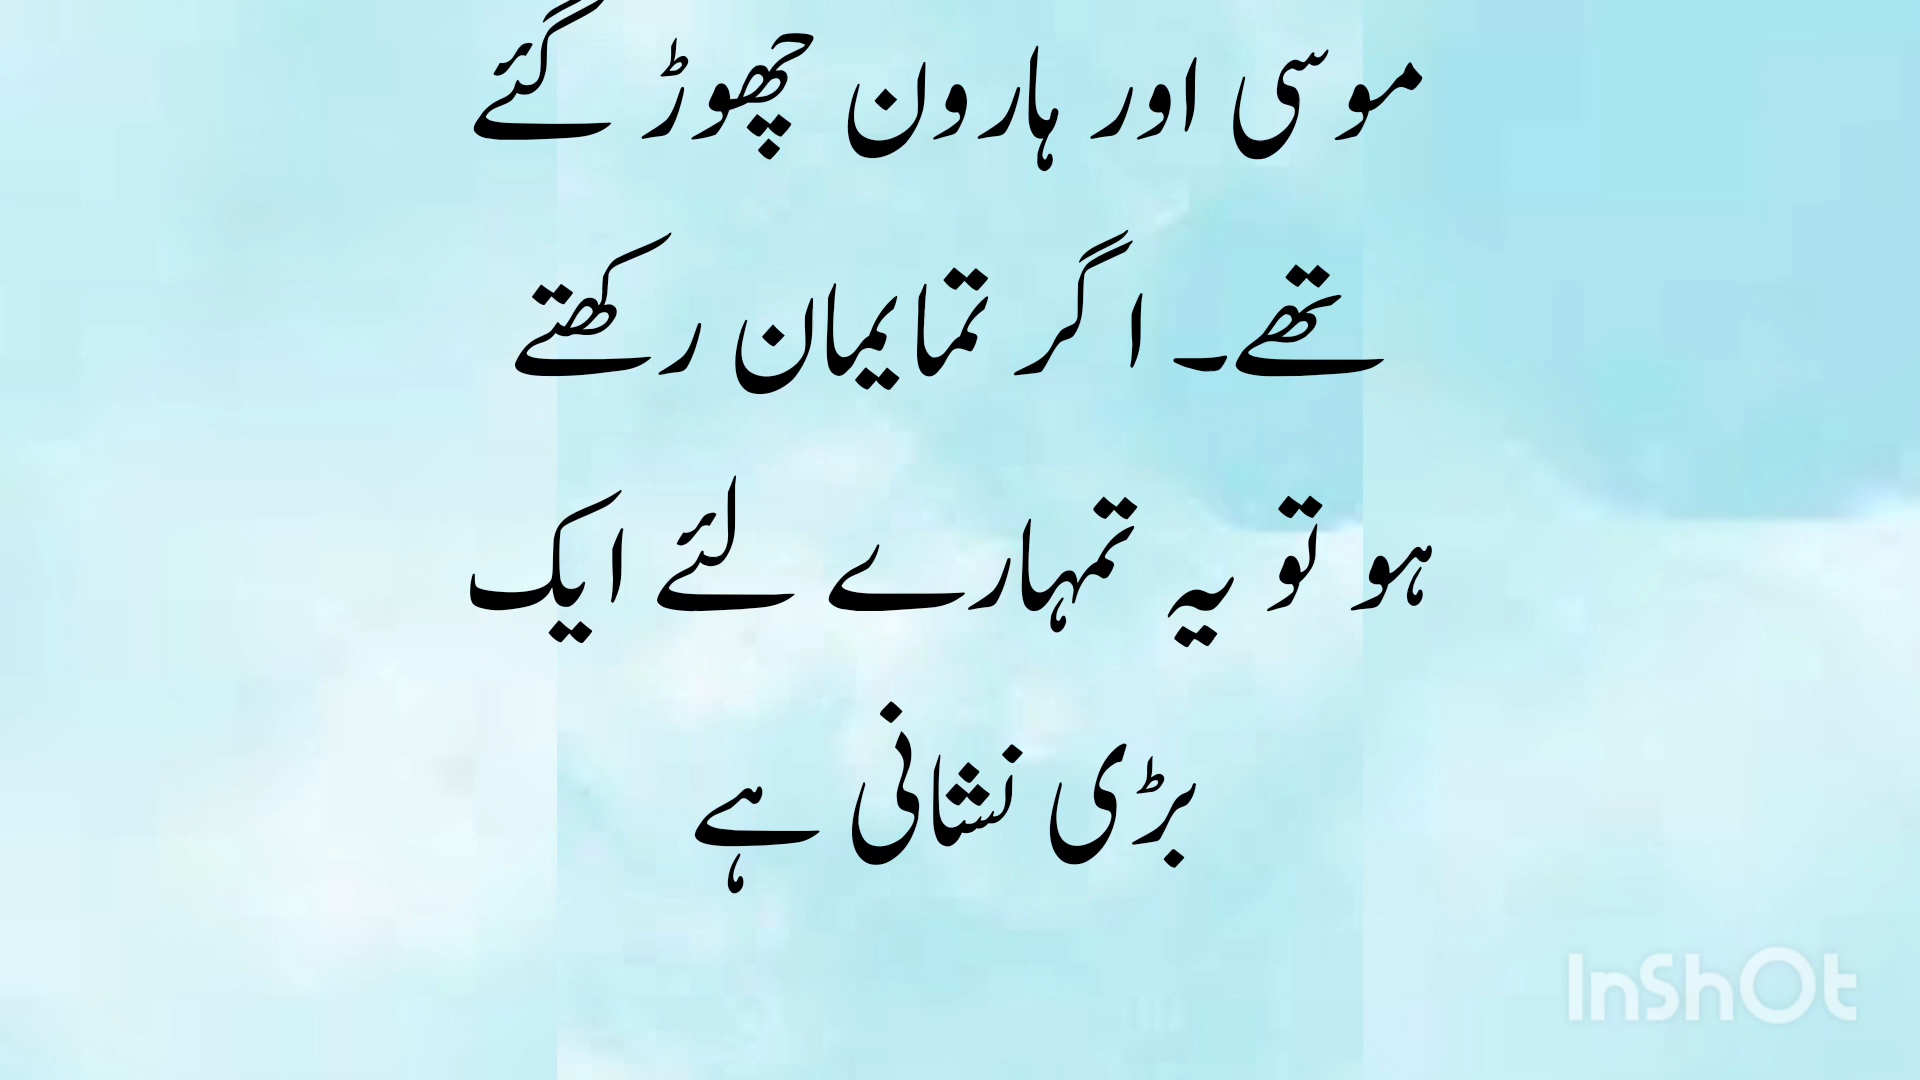 موسی اور ہارون چھوڑ گئے
تھے۔ اگر تمایمان رکھتے
ہو تو یہ تمہارے لئے ایک
بڑی نشانی ہے
InShOt